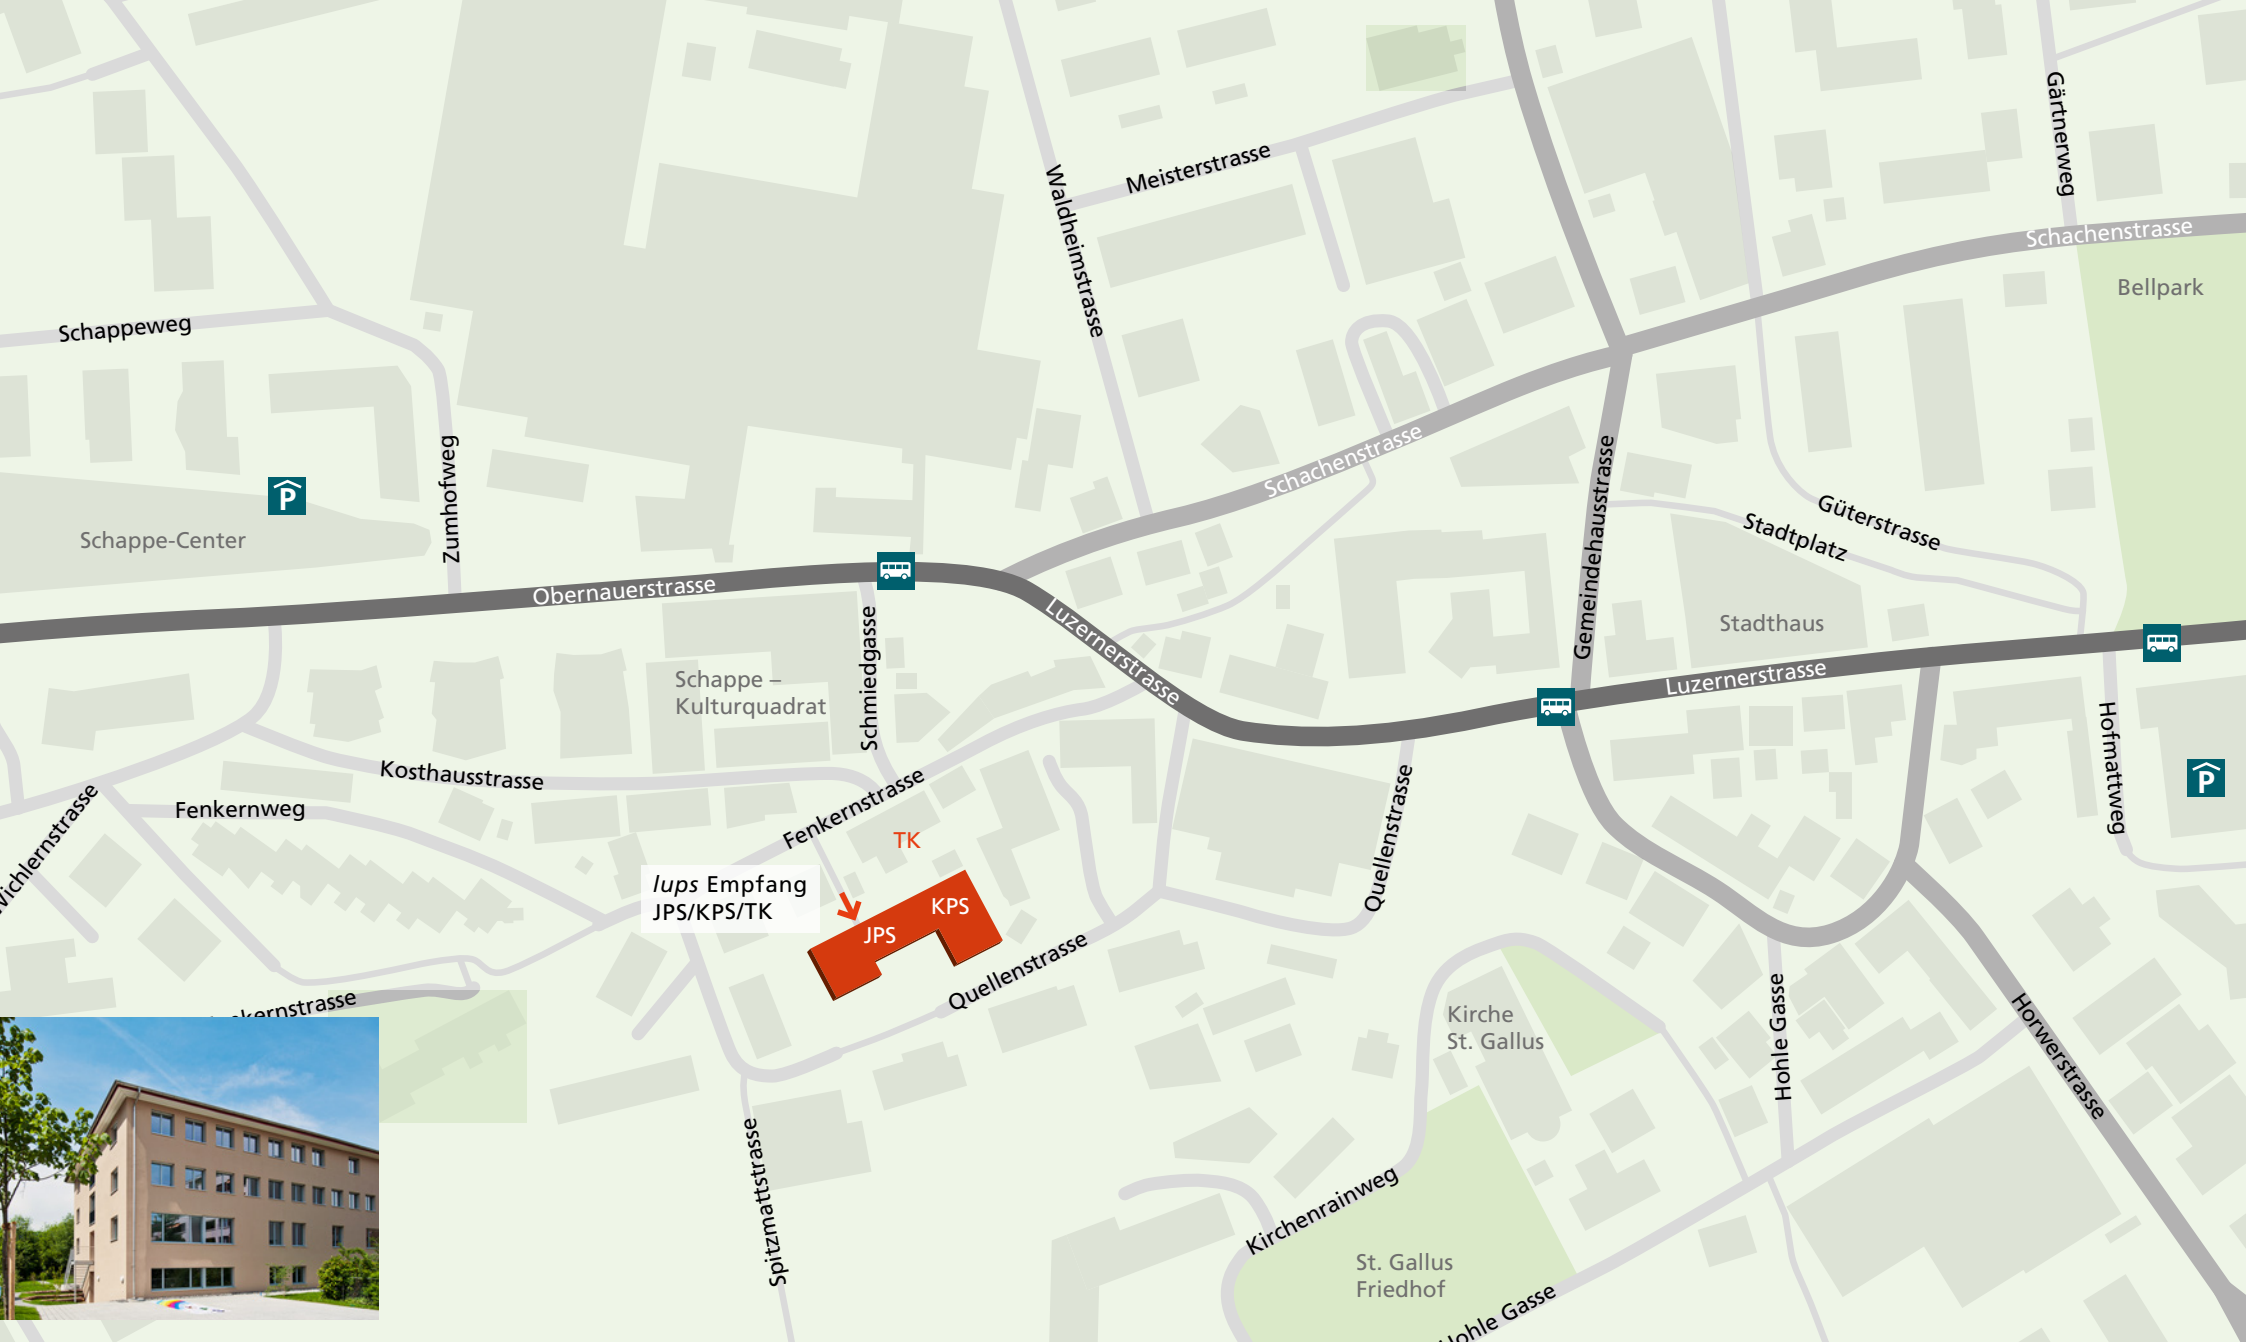 Gärtnerweg
Meisterstrasse
Waldheimstrasse
Schachenstrasse
Bellpark
Schappeweg
Zumhofweg
Schachenstrasse
Gemeindehausstrasse
P
Güterstrasse
Stadtplatz
Schappe-Center
Obernauerstrasse
Luzernerstrasse
Stadthaus
Schmiedgasse
Schappe –
Kulturquadrat
Luzernerstrasse
Hofmattweg
Kosthausstrasse
P
Fenkernweg
Fenkernstrasse
Quellenstrasse
TK
lups Empfang
JPS/KPS/TK
KPS
JPS
Quellenstrasse
Kirche
St. Gallus
Hohle Gasse
Horwerstrasse
Spitzmattstrasse
Kirchenrainweg
St. Gallus
Friedhof
Hohle Gasse